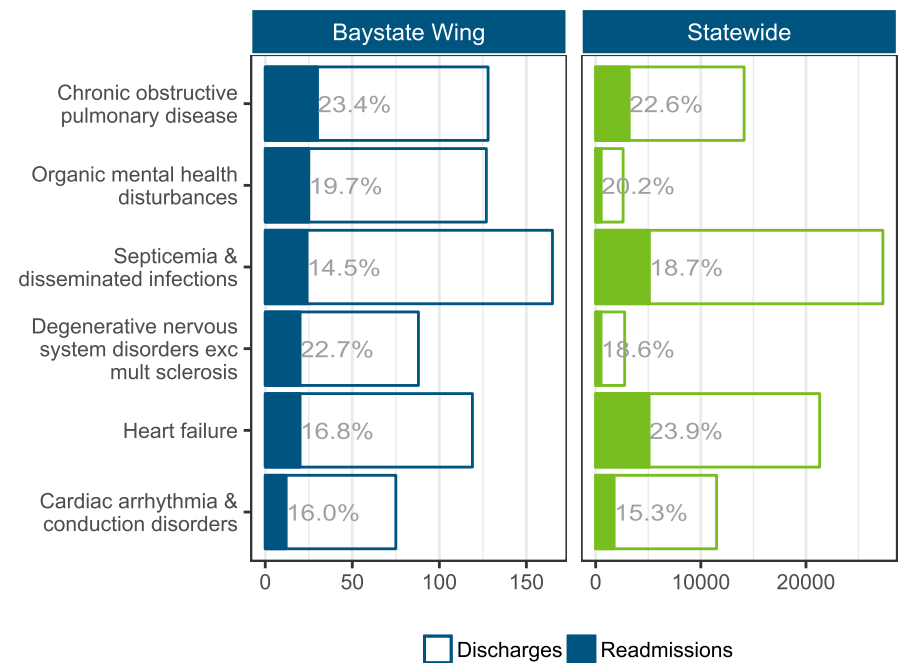 Baystate Wing
Statewide
Chronic obstructive
pulmonary disease
23.4%
22.6%
Organic mental health
disturbances
19.7%
20.2%
Septicemia &
disseminated infections
14.5%
18.7%
Degenerative nervous
system disorders exc
mult sclerosis
22.7%
18.6%
Heart failure
16.8%
23.9%
Cardiac arrhythmia &
conduction disorders
16.0%
15.3%
0 50 100 150
0 10000 20000
Discharges Readmissions